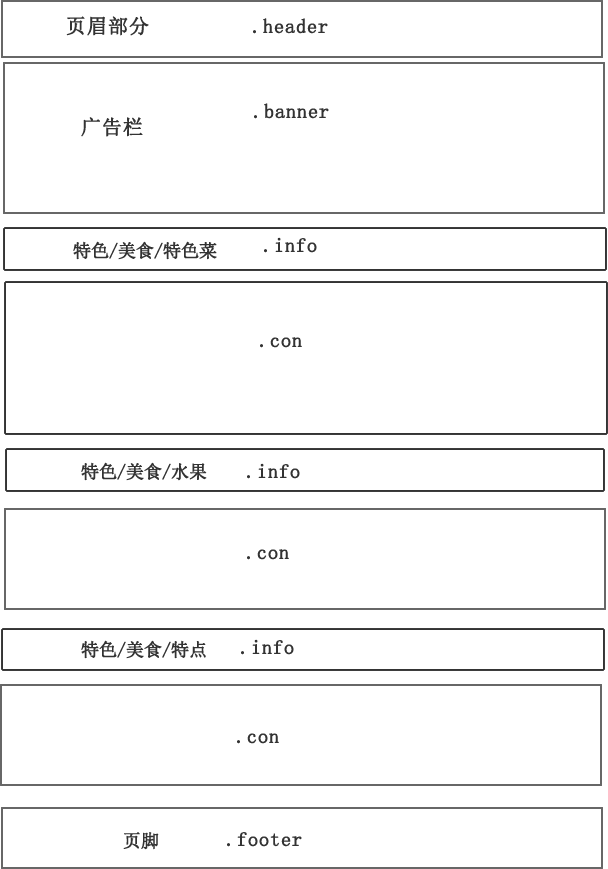 页眉部分 .header
广告栏 .banner
特色/美食/特色菜 .info
.con
特色/美食/水果 .info
.con
特色/美食/特点 .info
.con
页脚 .footer